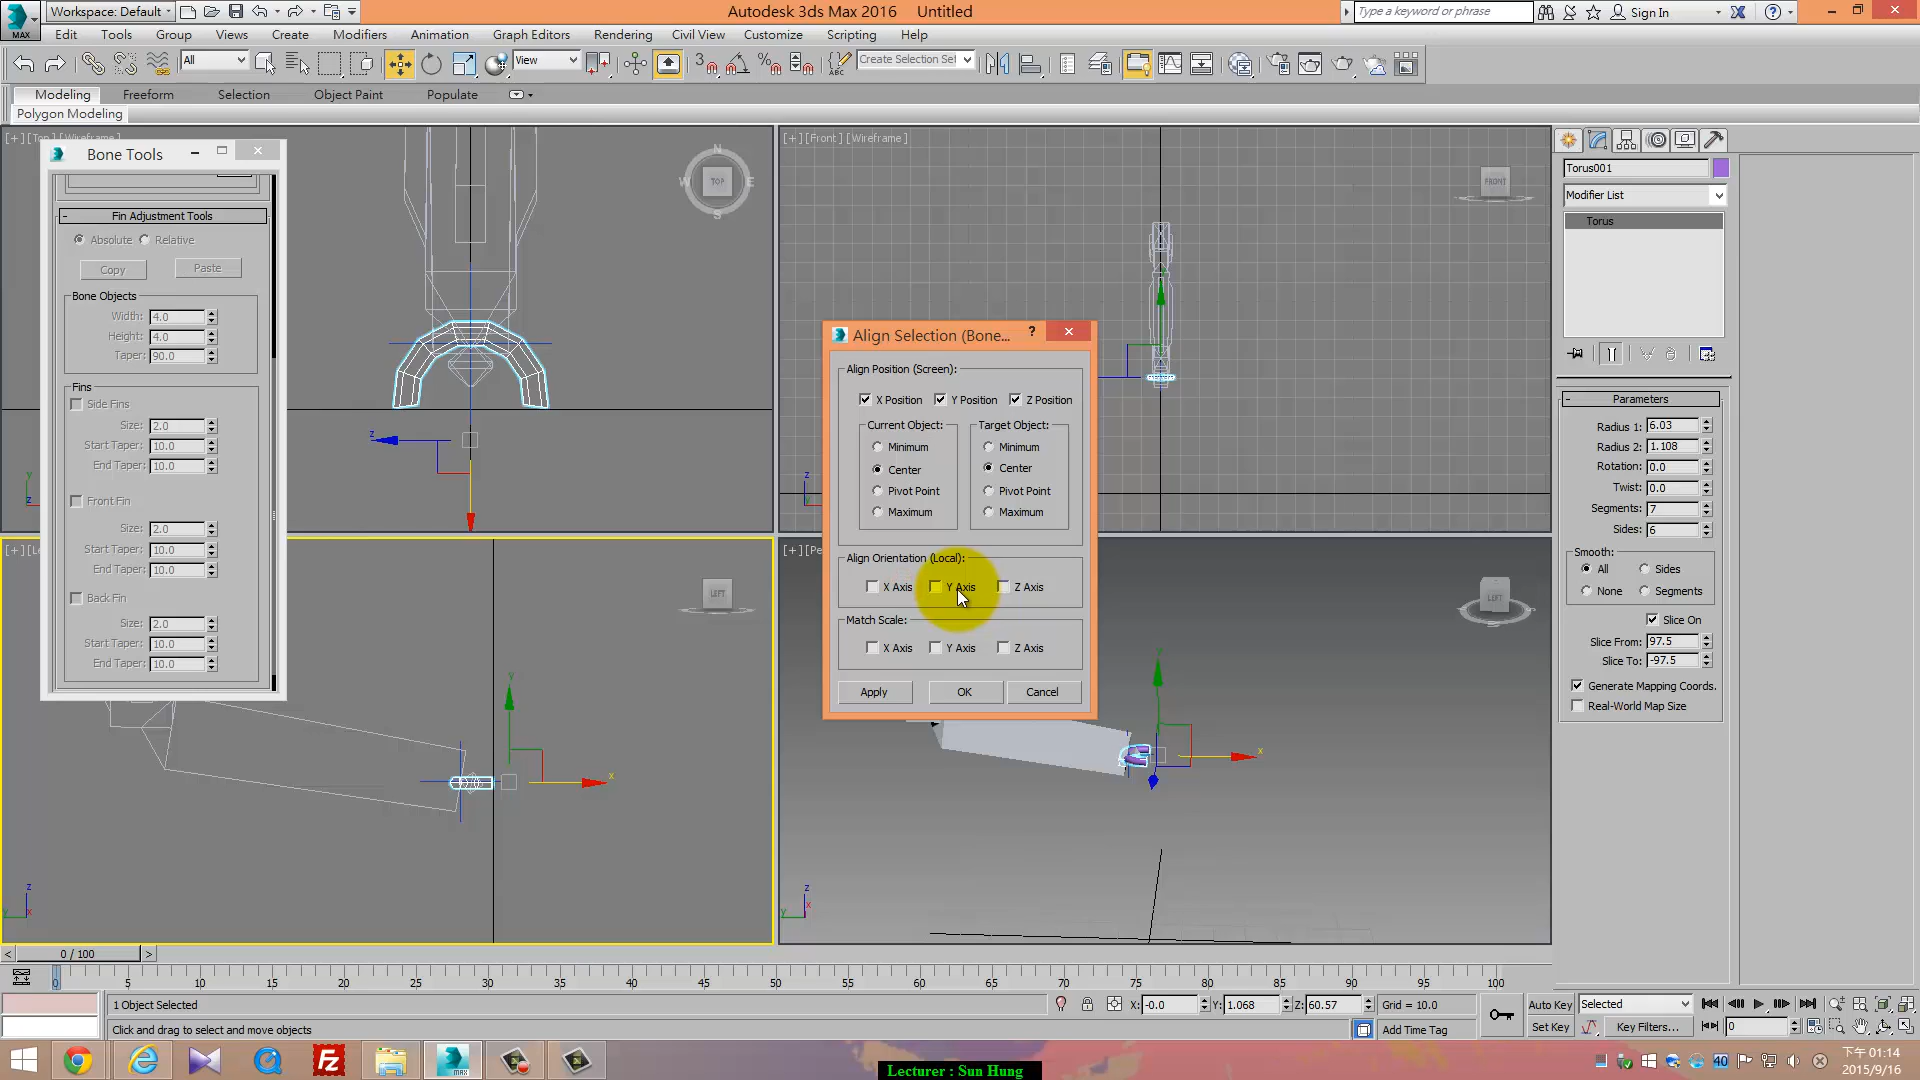 MAX
Workspace: Default
Autodesk 3ds Max 2016 Untitled
Type a keyword or phrase
Sign In
Edit Tools Group Views Create Modifiers Animation Graph Editors Rendering Civil View Customize Scripting Help
All
View
Create Selection Set
ABC
3
Modeling Freeform Selection Object Paint Populate
Polygon Modeling
[+][Top][Wireframe]
N
W TOP E
S
[+][Front][Wireframe]
FRONT
Bone Tools
- Fin Adjustment Tools
Absolute Relative
Copy Paste
Bone Objects
Width: 4.0
Height: 4.0
Taper: 90.0
Fins
Side Fins
Size: 2.0
Start Taper: 10.0
End Taper: 10.0
Front Fin
Size: 2.0
Start Taper: 10.0
End Taper: 10.0
Back Fin
Size: 2.0
Start Taper: 10.0
End Taper: 10.0
Align Selection (Bone...
?
Align Position (Screen):
X Position Y Position Z Position
Current Object: Target Object:
Minimum Minimum
Center Center
Pivot Point Pivot Point
Maximum Maximum
Align Orientation (Local):
X Axis Y Axis Z Axis
Match Scale:
X Axis Y Axis Z Axis
Apply OK Cancel
Torus001
Modifier List
Torus
- Parameters
Radius 1: 6.03
Radius 2: 1.108
Rotation: 0.0
Twist: 0.0
Segments: 7
Sides: 6
Smooth:
All Sides
None Segments
Slice On
Slice From: 97.5
Slice To: -97.5
Generate Mapping Coords.
Real-World Map Size
LEFT
LEFT
0 / 100
0 5 10 15 20 25 30 35 40 45 50 55 60 65 70 75 80 85 90 95 100
1 Object Selected
X: -0.0 Y: 1.068 Z: 60.57 Grid = 10.0
Auto Key Selected
Click and drag to select and move objects
Add Time Tag
Set Key Key Filters... 0
40
下午 01:14
2015/9/16
Lecturer : Sun Hung